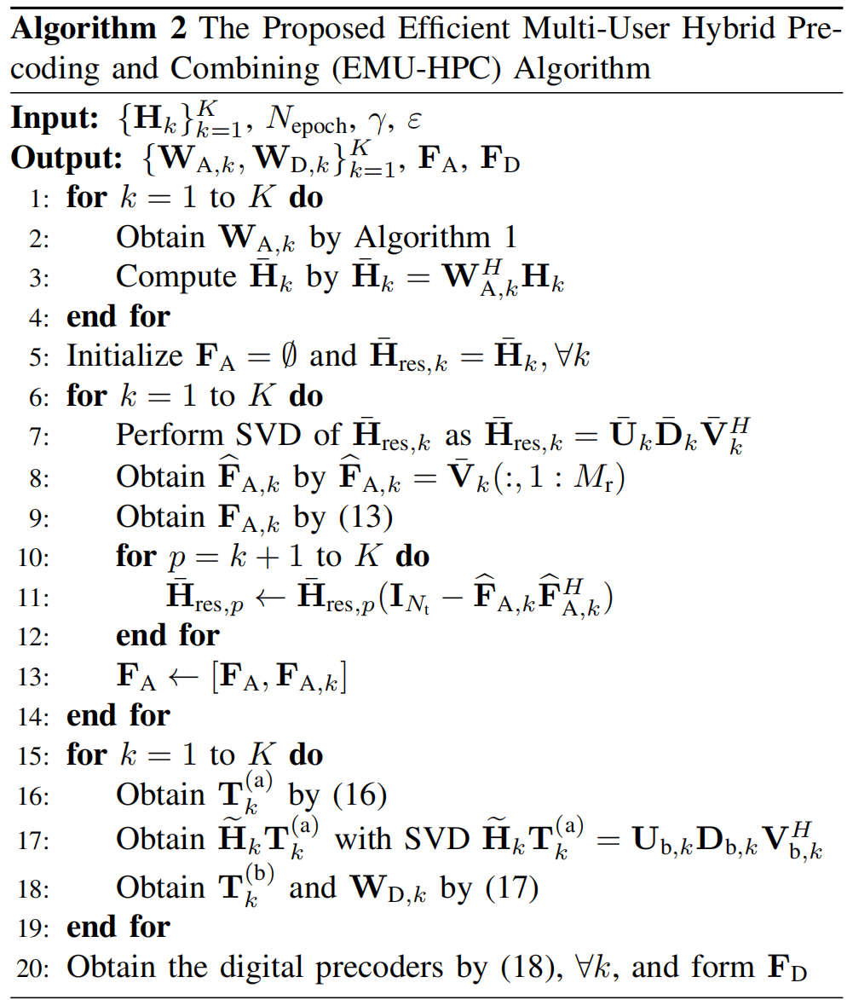 Algorithm 2 The Proposed Efficient Multi-User Hybrid Pre-
coding and Combining (EMU-HPC) Algorithm
Input: $\{\mathbf{H}_k\}_{k=1}^{K}$, $N_{\text{epoch}}$, $\gamma$, $\varepsilon$
Output: $\{\mathbf{W}_{\text{A},k}, \mathbf{W}_{\text{D},k}\}_{k=1}^{K}$, $\mathbf{F}_{\text{A}}$, $\mathbf{F}_{\text{D}}$
1: for $k = 1$ to $K$ do
2: Obtain $\mathbf{W}_{\text{A},k}$ by Algorithm 1
3: Compute $\bar{\mathbf{H}}_k$ by $\bar{\mathbf{H}}_k = \mathbf{W}_{\text{A},k}^{H} \mathbf{H}_k$
4: end for
5: Initialize $\mathbf{F}_{\text{A}} = \emptyset$ and $\bar{\mathbf{H}}_{\text{res},k} = \bar{\mathbf{H}}_k, \forall k$
6: for $k = 1$ to $K$ do
7: Perform SVD of $\bar{\mathbf{H}}_{\text{res},k}$ as $\bar{\mathbf{H}}_{\text{res},k} = \bar{\mathbf{U}}_k \bar{\mathbf{D}}_k \bar{\mathbf{V}}_k^{H}$
8: Obtain $\widehat{\mathbf{F}}_{\text{A},k}$ by $\widehat{\mathbf{F}}_{\text{A},k} = \bar{\mathbf{V}}_k(:, 1 : M_{\text{r}})$
9: Obtain $\mathbf{F}_{\text{A},k}$ by (13)
10: for $p = k + 1$ to $K$ do
11: $\bar{\mathbf{H}}_{\text{res},p} \leftarrow \bar{\mathbf{H}}_{\text{res},p}(\mathbf{I}_{N_{\text{t}}} - \widehat{\mathbf{F}}_{\text{A},k} \widehat{\mathbf{F}}_{\text{A},k}^{H})$
12: end for
13: $\mathbf{F}_{\text{A}} \leftarrow [\mathbf{F}_{\text{A}}, \mathbf{F}_{\text{A},k}]$
14: end for
15: for $k = 1$ to $K$ do
16: Obtain $\mathbf{T}_k^{(\text{a})}$ by (16)
17: Obtain $\widetilde{\mathbf{H}}_k \mathbf{T}_k^{(\text{a})}$ with SVD $\widetilde{\mathbf{H}}_k \mathbf{T}_k^{(\text{a})} = \mathbf{U}_{\text{b},k} \mathbf{D}_{\text{b},k} \mathbf{V}_{\text{b},k}^{H}$
18: Obtain $\mathbf{T}_k^{(\text{b})}$ and $\mathbf{W}_{\text{D},k}$ by (17)
19: end for
20: Obtain the digital precoders by (18), $\forall k$, and form $\mathbf{F}_{\text{D}}$